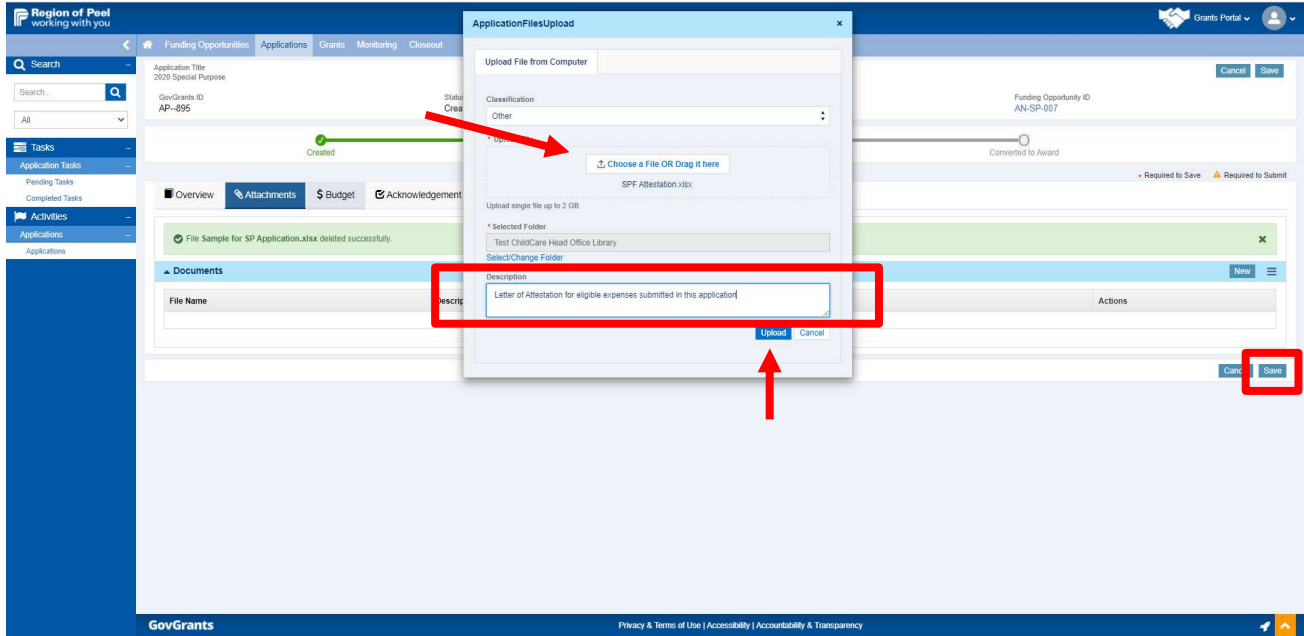 Region of Peel
working with you
Grants Portal
Funding Opportunities Applications Grants Monitoring Closeout
Search
Search...
All
Tasks
Application Tasks
Pending Tasks
Completed Tasks
Activities
Applications
Applications
Application Title
2020 Special Purpose
Cancel Save
GovGrants ID
AP--895
Funding Opportunity ID
AN-SP-007
Created
Converted to Award
Required to Save Required to Submit
Overview Attachments $ Budget Acknowledgement
File Sample for SP Application.xlsx deleted successfully.
Documents
New
File Name
Actions
Save
ApplicationFilesUpload
Upload File from Computer
Classification
Other
Choose a File OR Drag it here
SPF Attestation.xlsx
Upload single file up to 2 GB
* Selected Folder
Test ChildCare Head Office Library
Select/Change Folder
Description
Letter of Attestation for eligible expenses submitted in this application
Upload Cancel
GovGrants
Privacy & Terms of Use | Accessibility | Accountability & Transparency